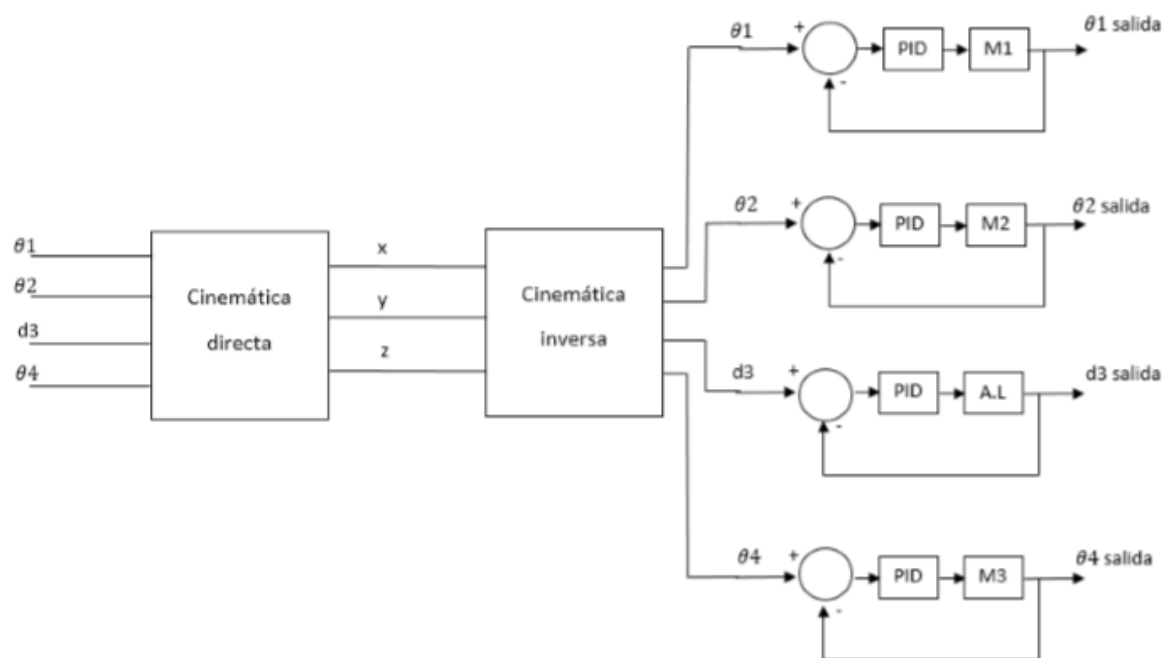 θ1
θ2
d3
θ4
Cinemática
directa
x
y
z
Cinemática
inversa
θ1
+
-
PID
M1
θ1 salida
θ2
+
-
PID
M2
θ2 salida
d3
+
-
PID
A.L
d3 salida
θ4
+
-
PID
M3
θ4 salida